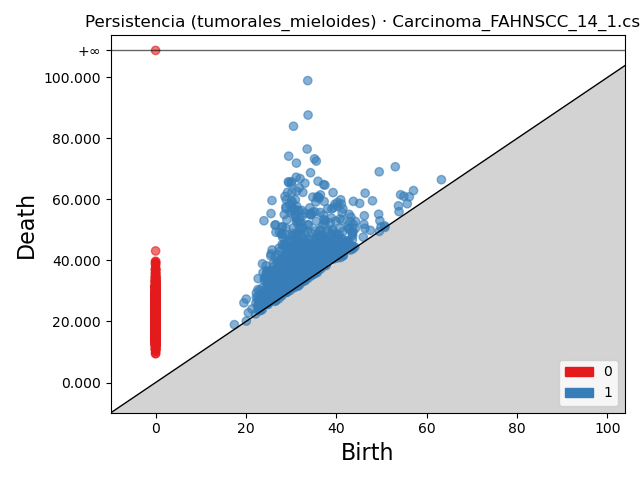 Persistencia (tumorales_mieloides) · Carcinoma_FAHNSCC_14_1.cs
+∞
100.000
80.000
60.000
40.000
20.000
0.000
Death
0 20 40 60 80 100
Birth
0
1